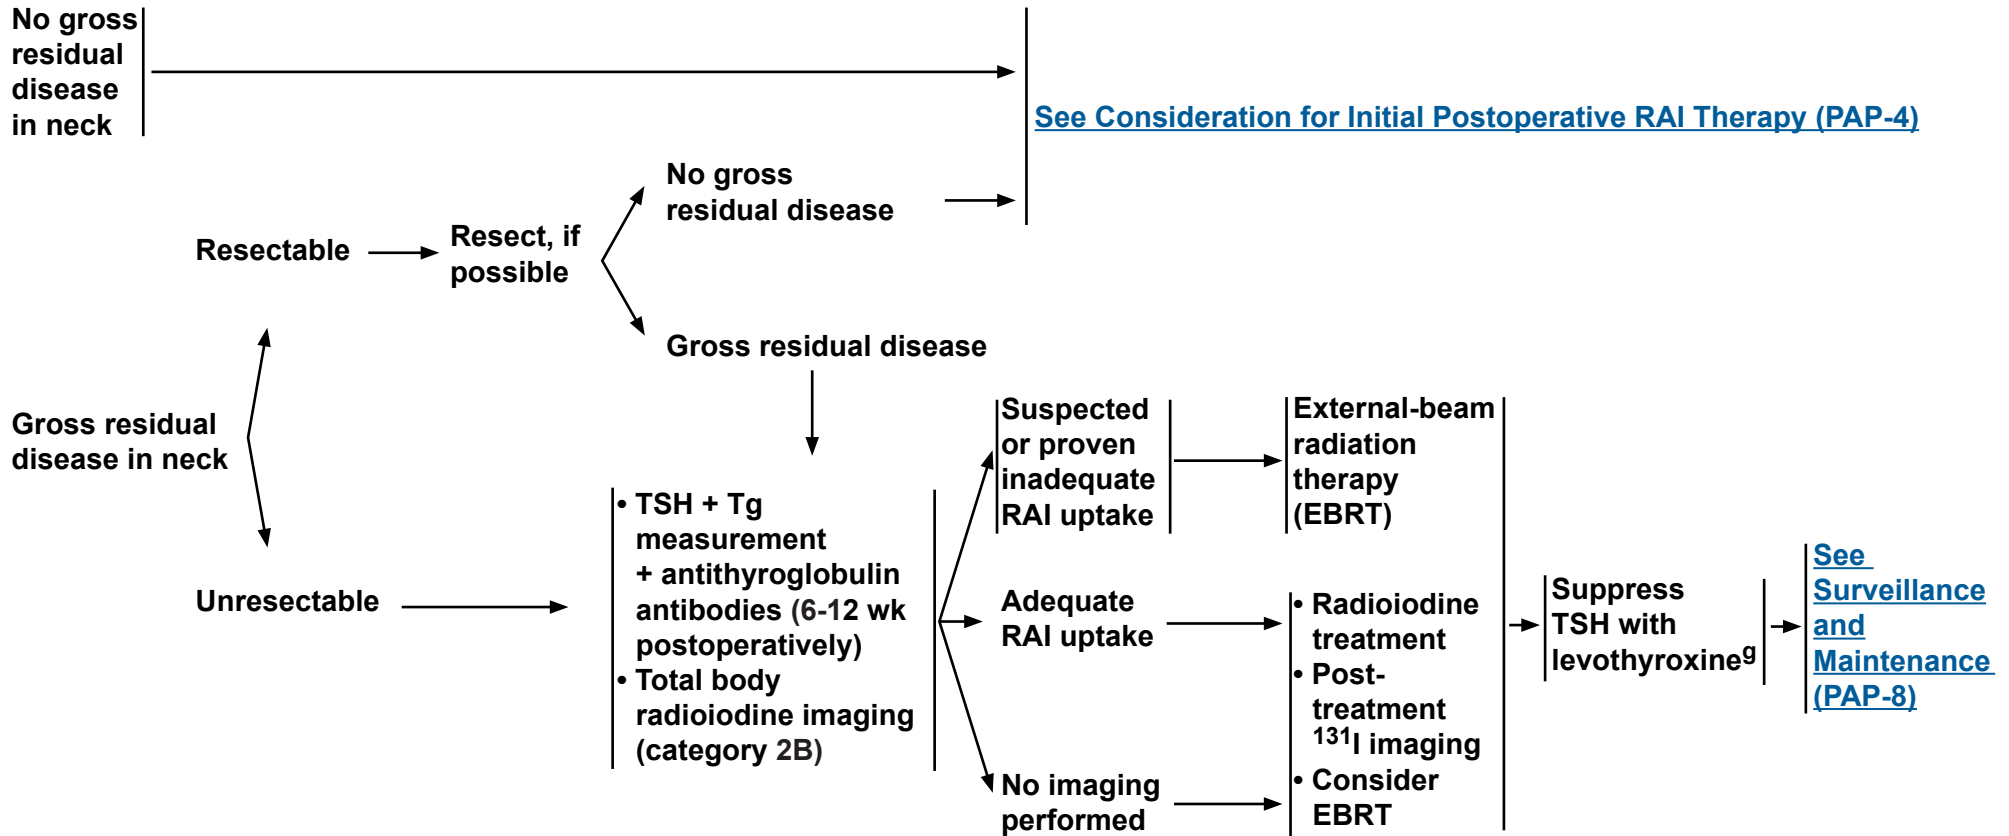 No gross
residual
disease
in neck
See Consideration for Initial Postoperative RAI Therapy (PAP-4)
No gross
residual disease
Resectable
Resect, if
possible
Gross residual disease
Gross residual
disease in neck
Unresectable
• TSH + Tg
measurement
+ antithyroglobulin
antibodies (6-12 wk
postoperatively)
• Total body
radioiodine imaging
(category 2B)
Suspected
or proven
inadequate
RAI uptake
External-beam
radiation
therapy
(EBRT)
Adequate
RAI uptake
• Radioiodine
treatment
• Post-
treatment
¹³¹I imaging
• Consider
EBRT
No imaging
performed
Suppress
TSH with
levothyroxineᵍ
See
Surveillance
and
Maintenance
(PAP-8)